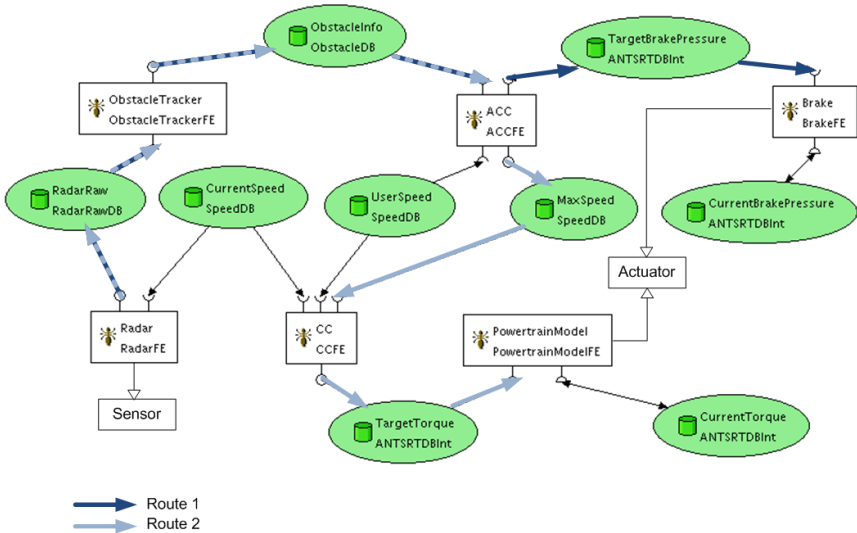 ObstacleInfo
ObstacleDB
TargetBrakePressure
ANTSRTDBInt
ObstacleTracker
ObstacleTrackerFE
ACC
ACCFE
Brake
BrakeFE
RadarRaw
RadarRawDB
CurrentSpeed
SpeedDB
UserSpeed
SpeedDB
MaxSpeed
SpeedDB
CurrentBrakePressure
ANTSRTDBInt
Actuator
Radar
RadarFE
CC
CCFE
PowertrainModel
PowertrainModelFE
Sensor
TargetTorque
ANTSRTDBInt
CurrentTorque
ANTSRTDBInt
Route 1
Route 2